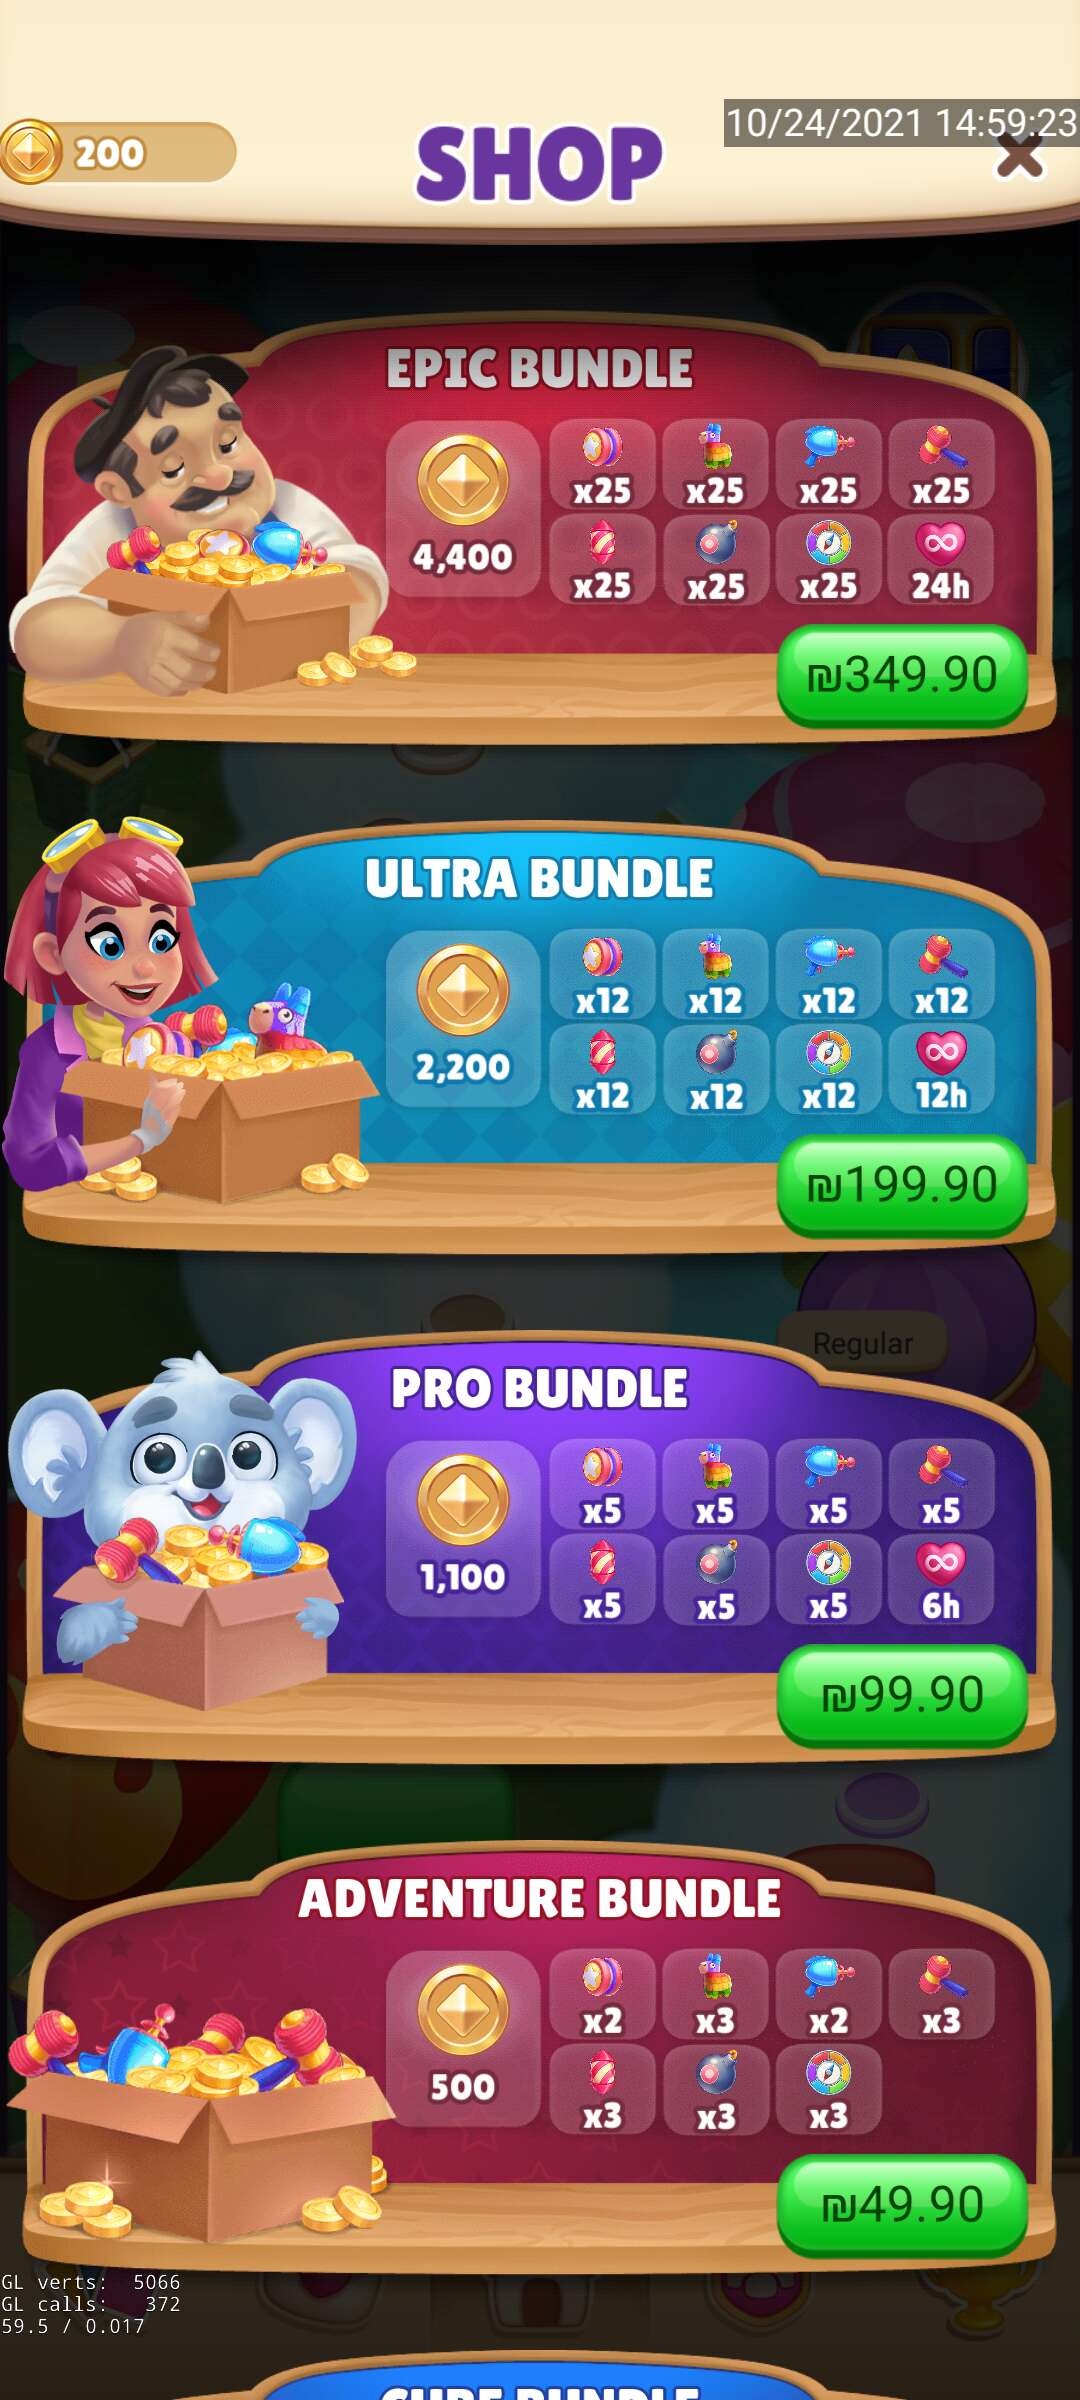 10/24/2021 14:59:23
200
SHOP
EPIC BUNDLE
4,400
x25 x25 x25 x25
x25 x25 x25 24h
₪349.90
ULTRA BUNDLE
2,200
x12 x12 x12 x12
x12 x12 x12 12h
₪199.90
Regular
PRO BUNDLE
1,100
x5 x5 x5 x5
x5 x5 x5 6h
₪99.90
ADVENTURE BUNDLE
500
x2 x3 x2 x3
x3 x3 x3
₪49.90
GL verts: 5066
GL calls: 372
59.5 / 0.017
BUNDLE